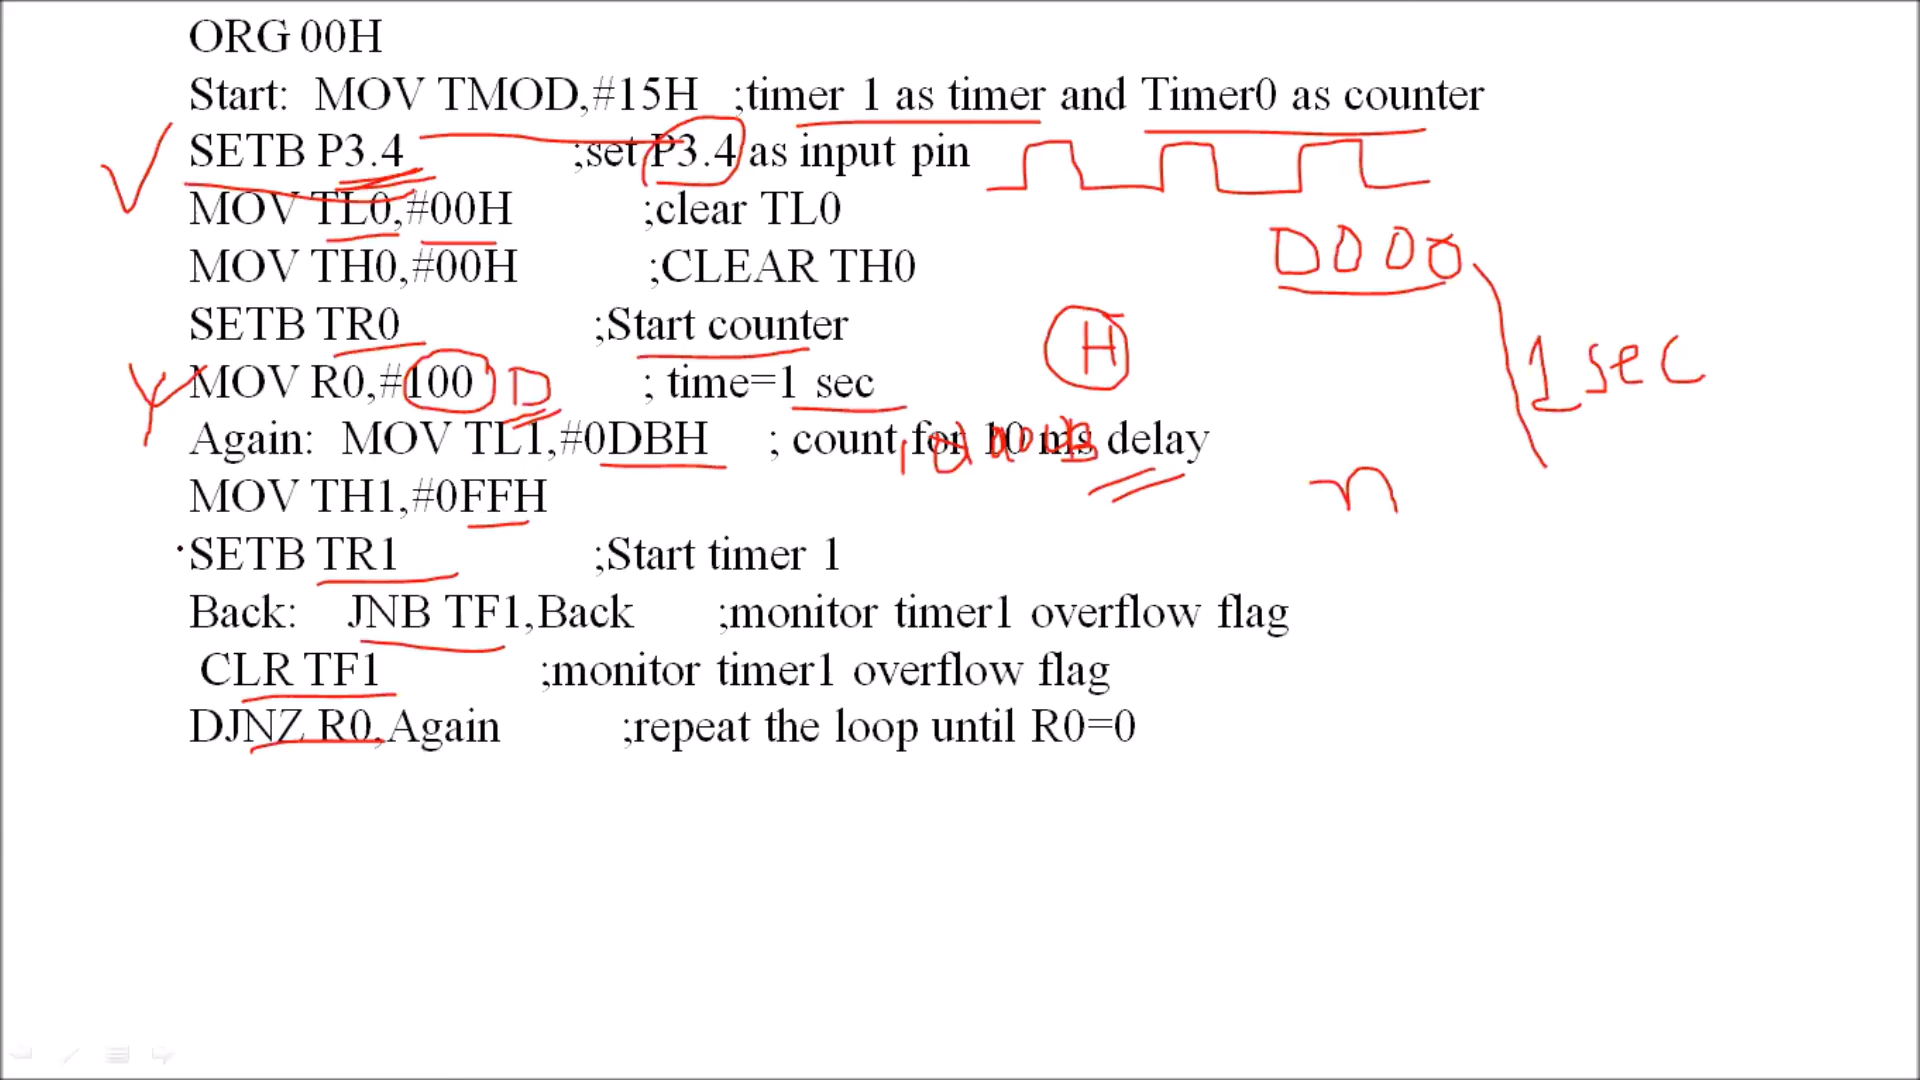 ORG 00H
Start: MOV TMOD,#15H ;timer 1 as timer and Timer0 as counter
SETB P3.4 ;set P3.4 as input pin
MOV TL0,#00H ;clear TL0
MOV TH0,#00H ;CLEAR TH0
0000
SETB TR0 ;Start counter
H
1 sec
MOV R0,#100 D ; time=1 sec
Again: MOV TL1,#0DBH ; count for 10 ms delay
n
MOV TH1,#0FFH
SETB TR1 ;Start timer 1
Back: JNB TF1,Back ;monitor timer1 overflow flag
CLR TF1 ;monitor timer1 overflow flag
DJNZ R0,Again ;repeat the loop until R0=0